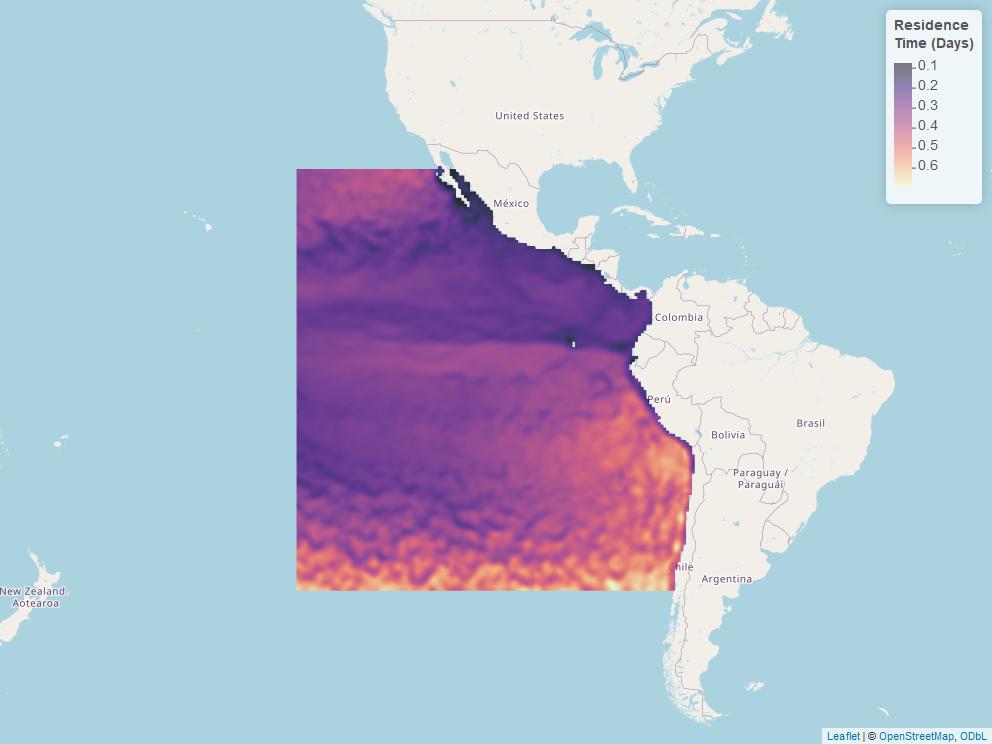 Residence
Time (Days)
0.1
0.2
0.3
0.4
0.5
0.6
United States
México
Colombia
Perú
Brasil
Bolivia
Paraguay /
Paraguái
hile
Argentina
New Zealand
Aotearoa
Leaflet | © OpenStreetMap, ODbL